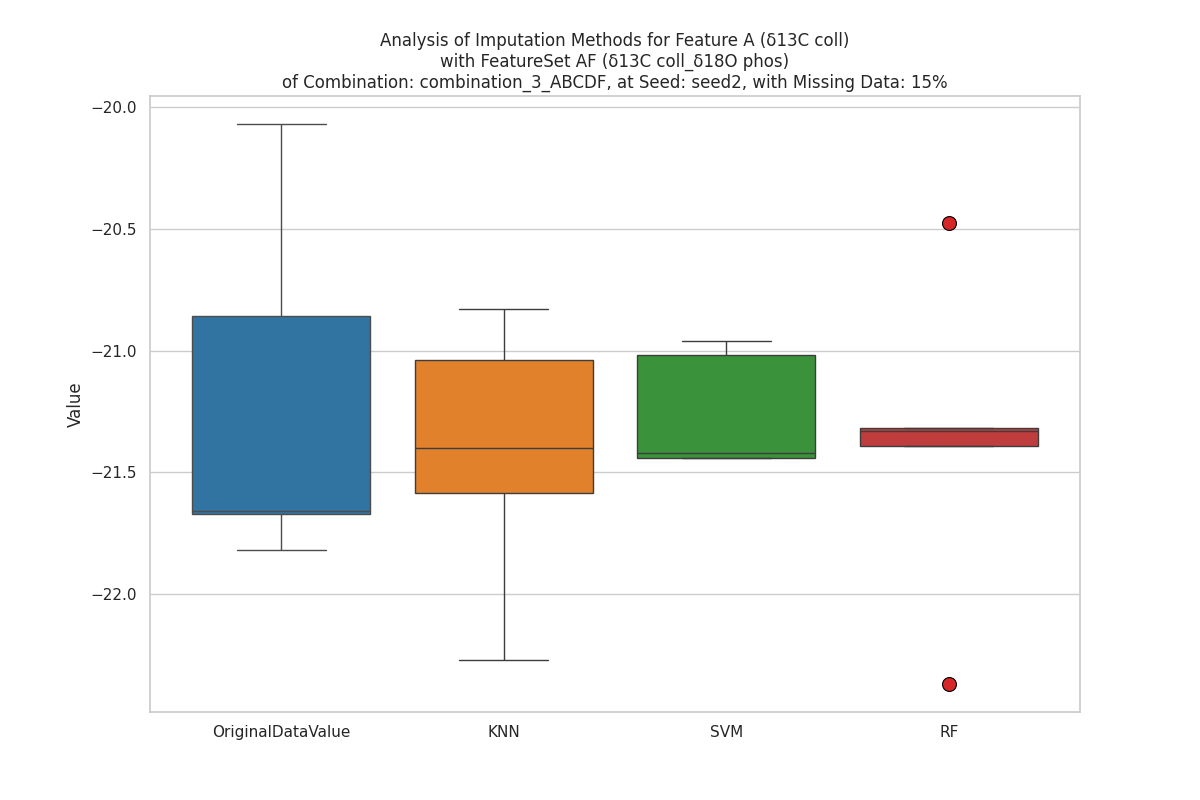 Analysis of Imputation Methods for Feature A (δ13C coll)
with FeatureSet AF (δ13C coll_δ18O phos)
of Combination: combination_3_ABCDF, at Seed: seed2, with Missing Data: 15%
−20.0
−20.5
−21.0
−21.5
−22.0
Value
OriginalDataValue
KNN
SVM
RF